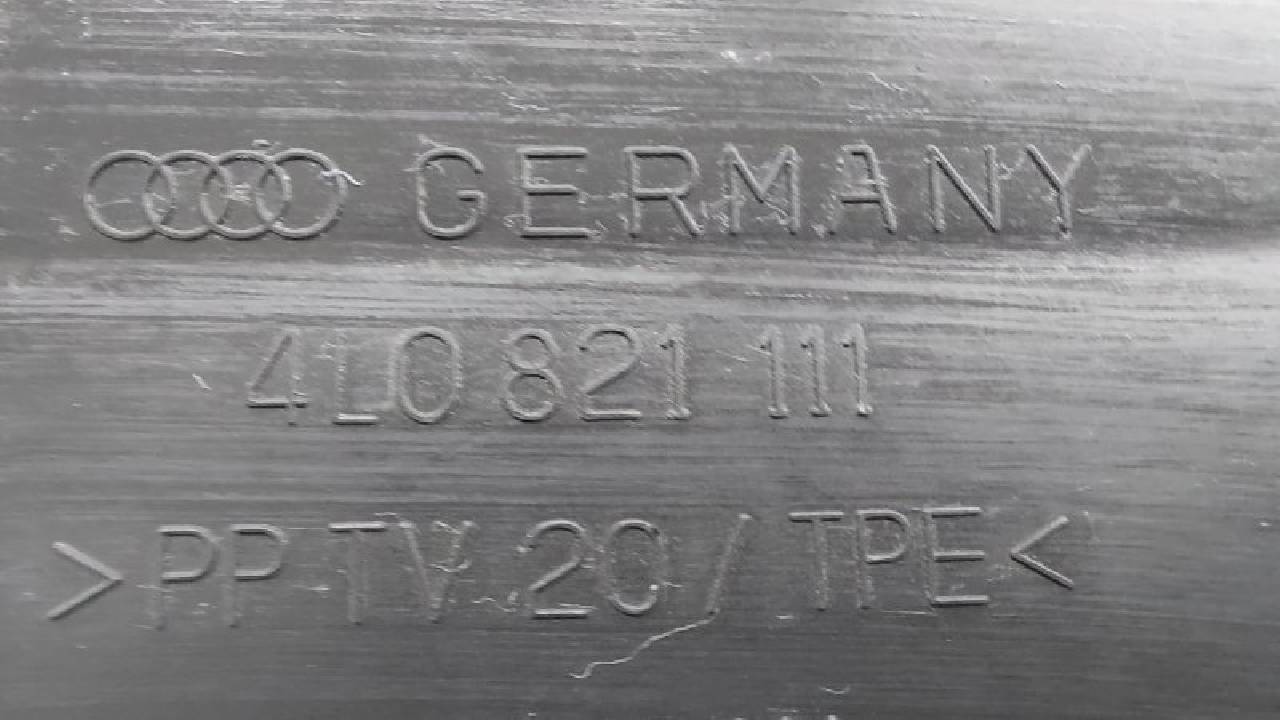 GERMANY
4L0 821 111
>PP TV 20 / TPE<